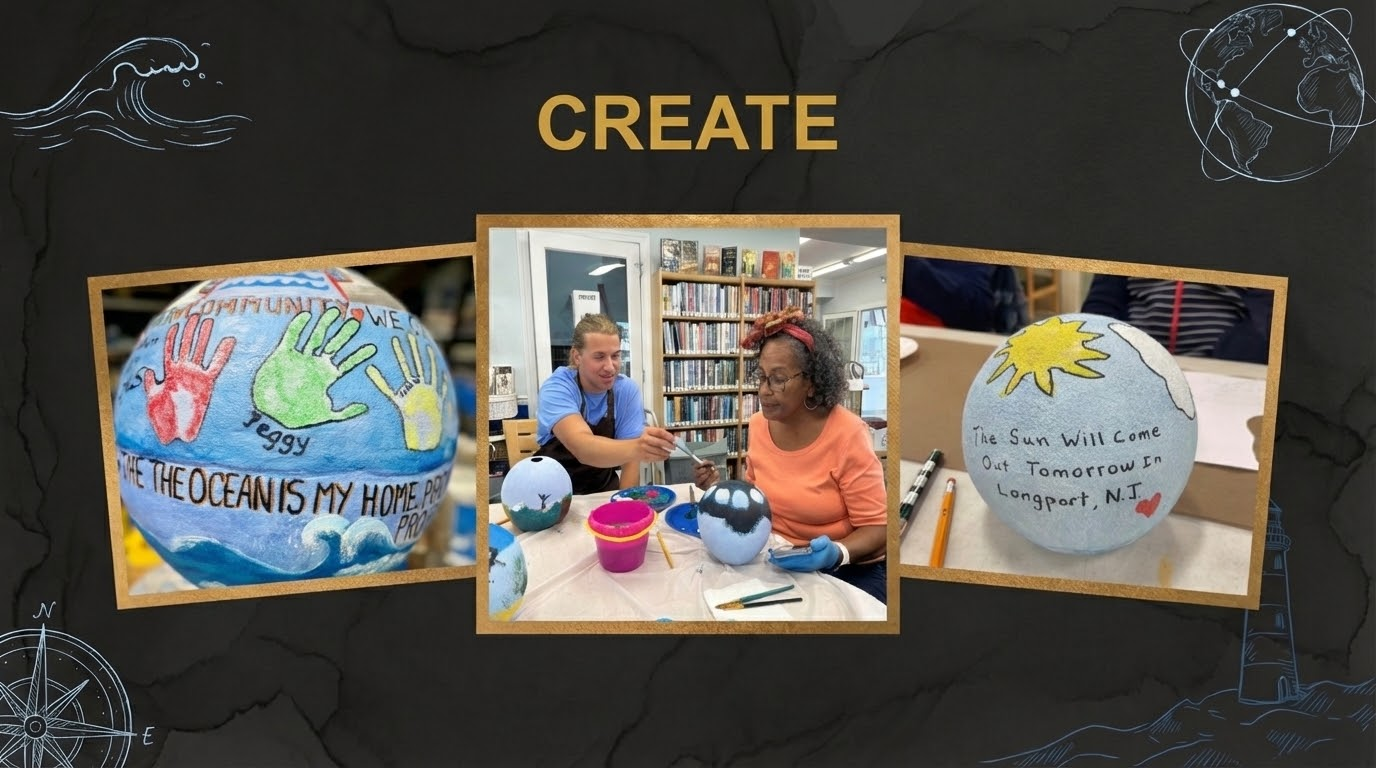 CREATE
COMMUNITY WE
Peggy
THE THE OCEAN IS MY HOME.
The Sun Will Come
Out Tomorrow In
Longport, N.J.
N
E